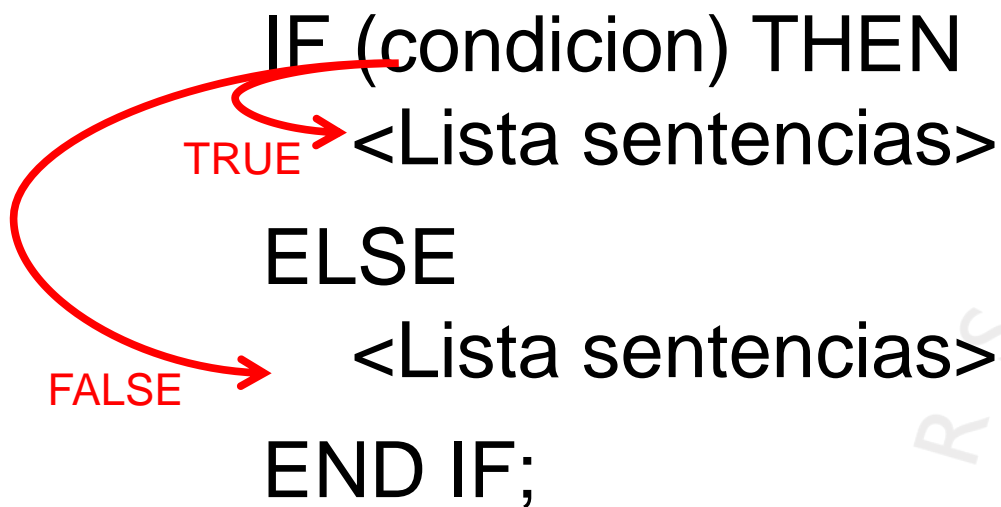 IF (condicion) THEN
TRUE <Lista sentencias>
ELSE
<Lista sentencias>
FALSE
END IF;